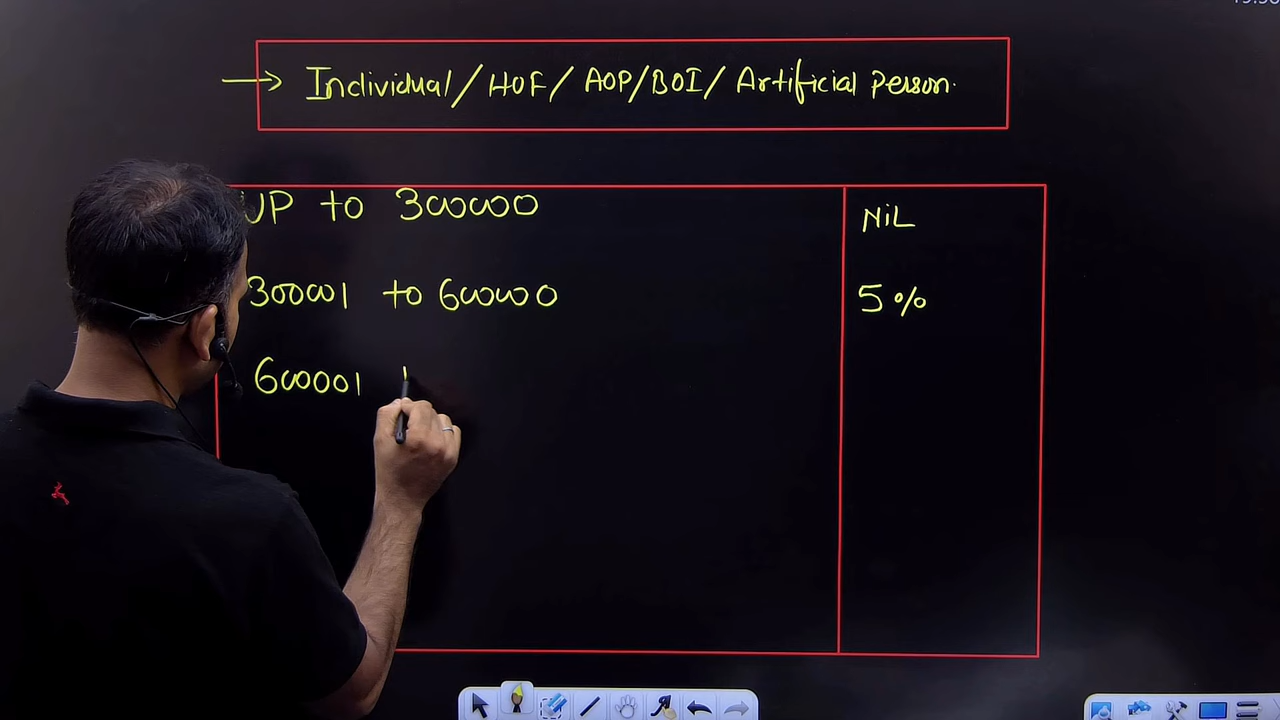 → Individual/HUF/AOP/BOI/Artificial person.
UP to 300000
NiL
300001 to 600000
5%
600001